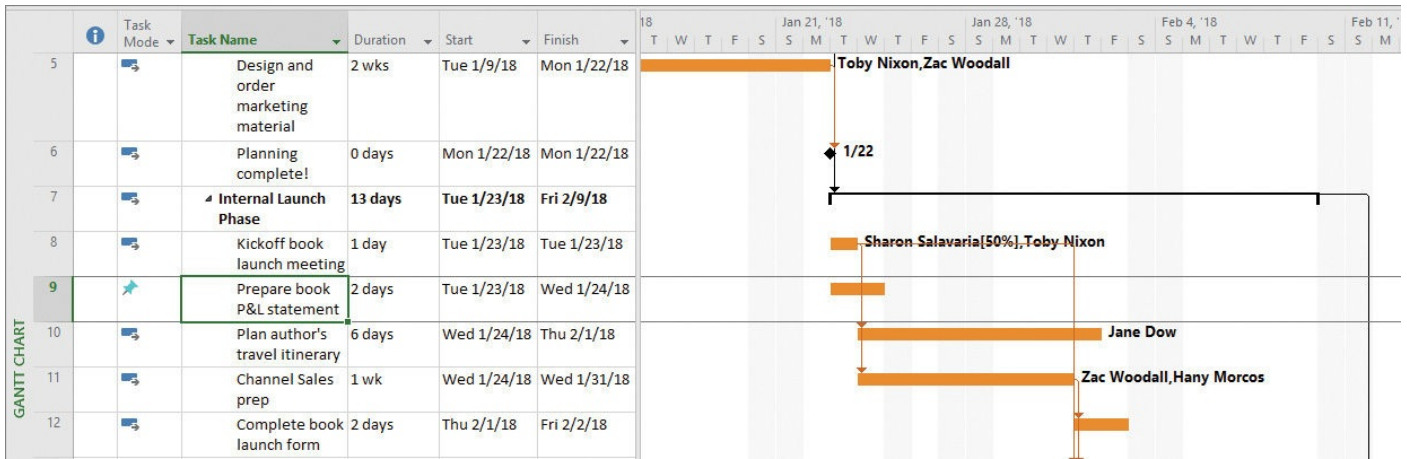 18 Jan 21, '18 Jan 28, '18 Feb 4, '18 Feb 11, '
Task
Mode Task Name Duration Start Finish T W T F S S M T W T F S S M T W T F S S M T W T F S S M
5 Design and 2 wks Tue 1/9/18 Mon 1/22/18 Toby Nixon,Zac Woodall
order
marketing
material
6 Planning 0 days Mon 1/22/18 Mon 1/22/18 1/22
complete!
7 Internal Launch 13 days Tue 1/23/18 Fri 2/9/18
Phase
8 Kickoff book 1 day Tue 1/23/18 Tue 1/23/18 Sharon Salavaria[50%],Toby Nixon
launch meeting
9 Prepare book 2 days Tue 1/23/18 Wed 1/24/18
P&L statement
10 Plan author's 6 days Wed 1/24/18 Thu 2/1/18 Jane Dow
travel itinerary
11 Channel Sales 1 wk Wed 1/24/18 Wed 1/31/18 Zac Woodall,Hany Morcos
prep
12 Complete book 2 days Thu 2/1/18 Fri 2/2/18
launch form
GANTT CHART